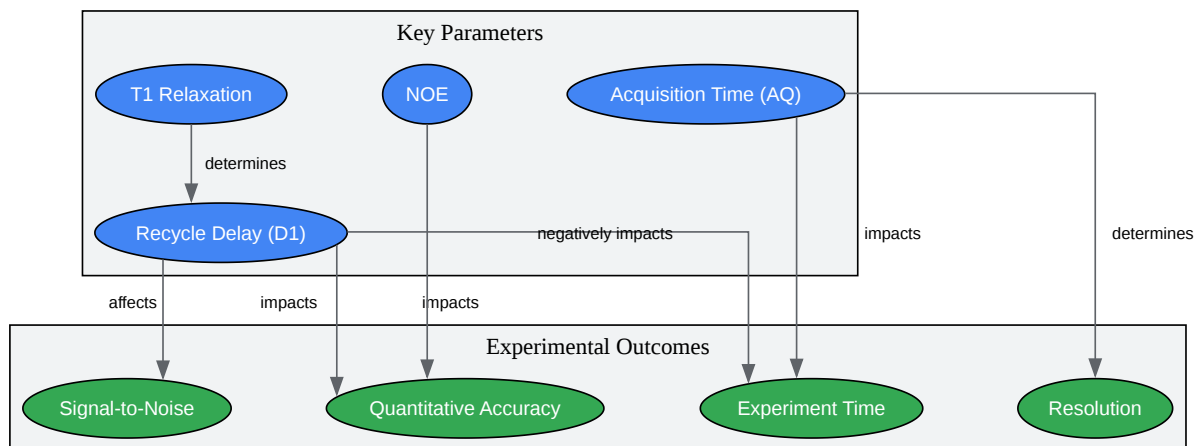 Key Parameters
T1 Relaxation
NOE
Acquisition Time (AQ)
determines
Recycle Delay (D1)
negatively impacts
impacts
determines
affects
impacts
impacts
Experimental Outcomes
Signal-to-Noise
Quantitative Accuracy
Experiment Time
Resolution